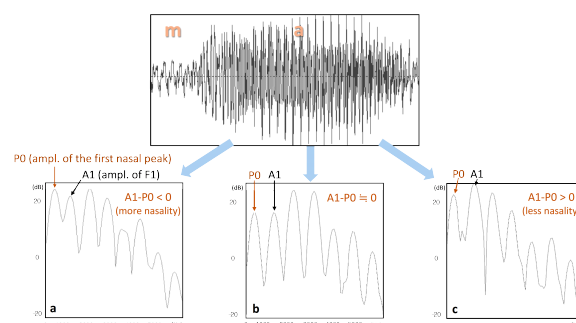 m a
P0 (ampl. of the first nasal peak)
A1 (ampl. of F1)
(dB)
20
0
-20
A1-P0 < 0
(more nasality)
a
P0 A1
(dB)
20
0
-20
A1-P0 ≒ 0
b
P0 A1
(dB)
20
0
-20
A1-P0 > 0
(less nasality
c